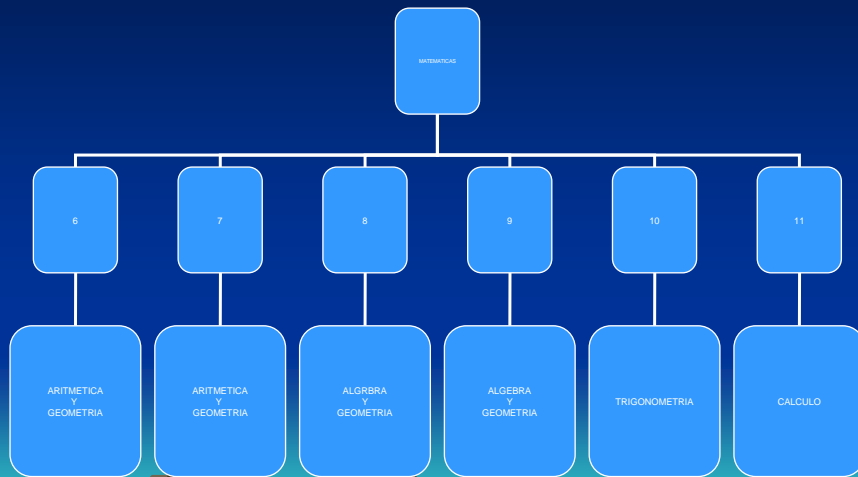 MATEMATICAS
6
7
8
9
10
11
ARITMETICA
Y
GEOMETRIA
ARITMETICA
Y
GEOMETRIA
ALGRBRA
Y
GEOMETRIA
ALGEBRA
Y
GEOMETRIA
TRIGONOMETRIA
CALCULO